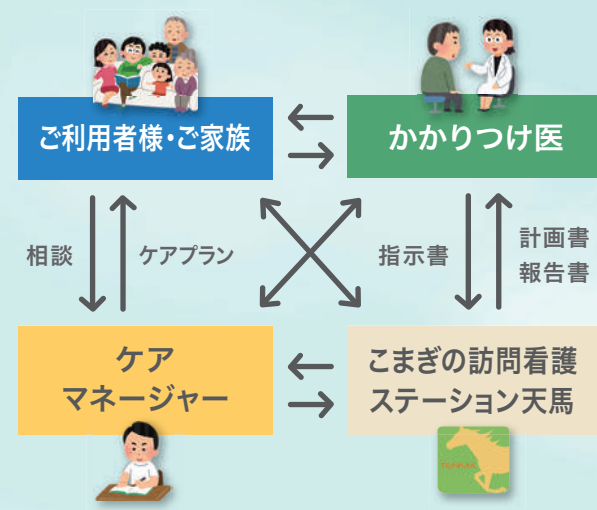 ご利用者様・ご家族
かかりつけ医
相談
ケアプラン
指示書
計画書
報告書
ケア
マネージャー
こまぎの訪問看護
ステーション天馬